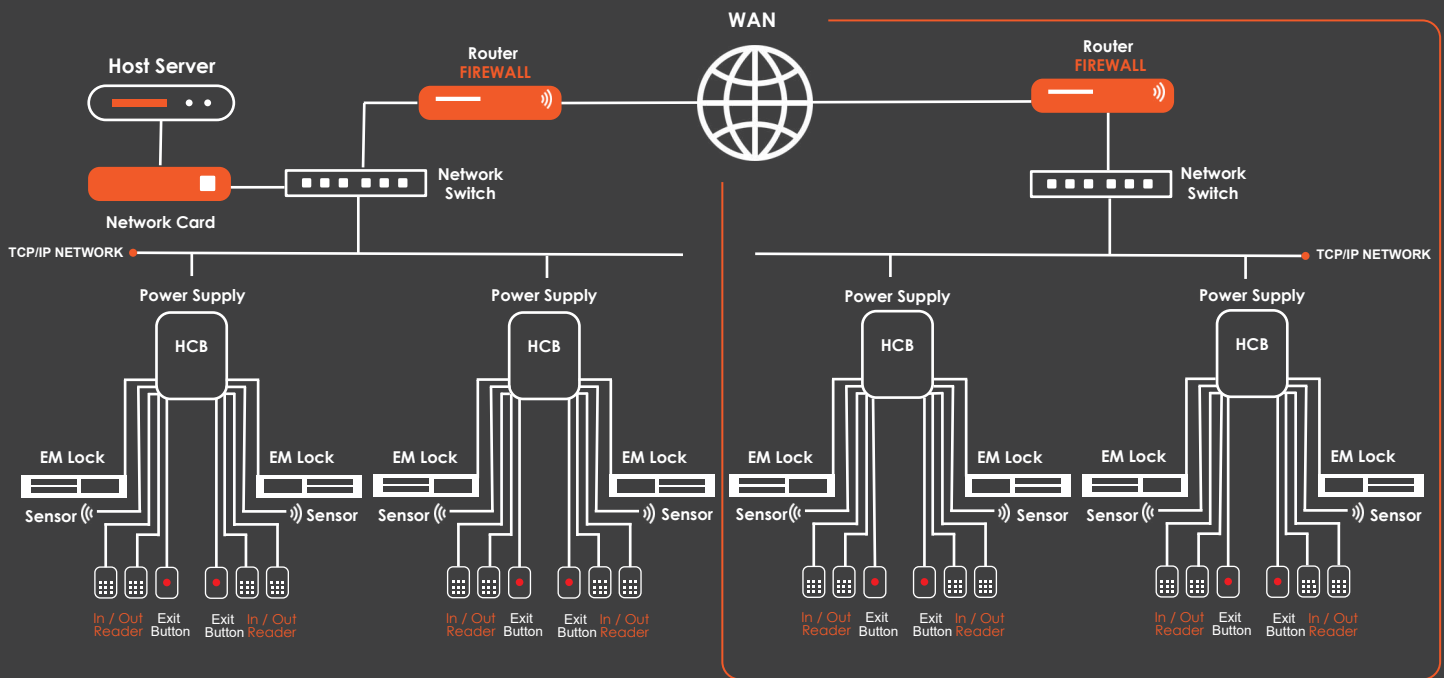 WAN
Host Server
Router
FIREWALL
Router
FIREWALL
Network
Switch
Network
Switch
Network Card
TCP/IP NETWORK
TCP/IP NETWORK
Power Supply
Power Supply
Power Supply
Power Supply
HCB
HCB
HCB
HCB
EM Lock
EM Lock
EM Lock
EM Lock
EM Lock
EM Lock
EM Lock
EM Lock
Sensor
Sensor
Sensor
Sensor
Sensor
Sensor
Sensor
Sensor
In / Out
Reader
Exit
Button
Exit
Button
In / Out
Reader
In / Out
Reader
Exit
Button
Exit
Button
In / Out
Reader
In / Out
Reader
Exit
Button
Exit
Button
In / Out
Reader
In / Out
Reader
Exit
Button
Exit
Button
In / Out
Reader